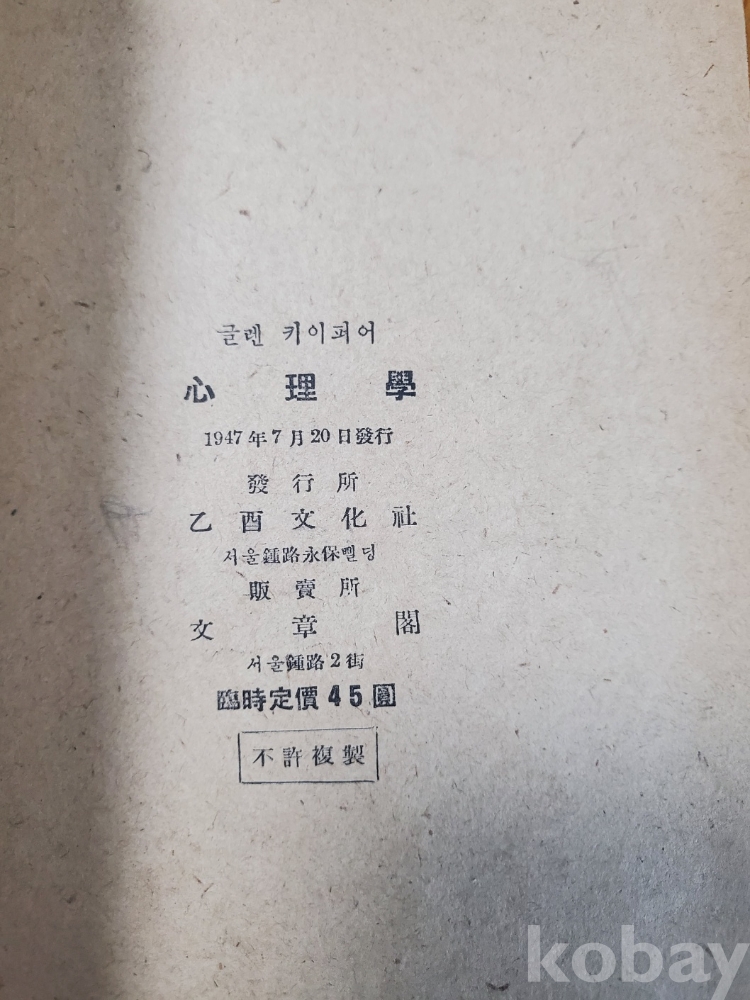 글렌 키이퍼어
心理學
1947年7月20日發行
發行所
乙酉文化社
서울鍾路永保삘딩
販賣所
文章閣
서울鍾路2街
臨時定價45圓
不許複製
kobay